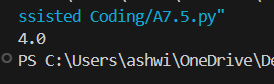 ssisted Coding/A7.5.py"
4.0
PS C:\Users\ashwi\OneDrive\De